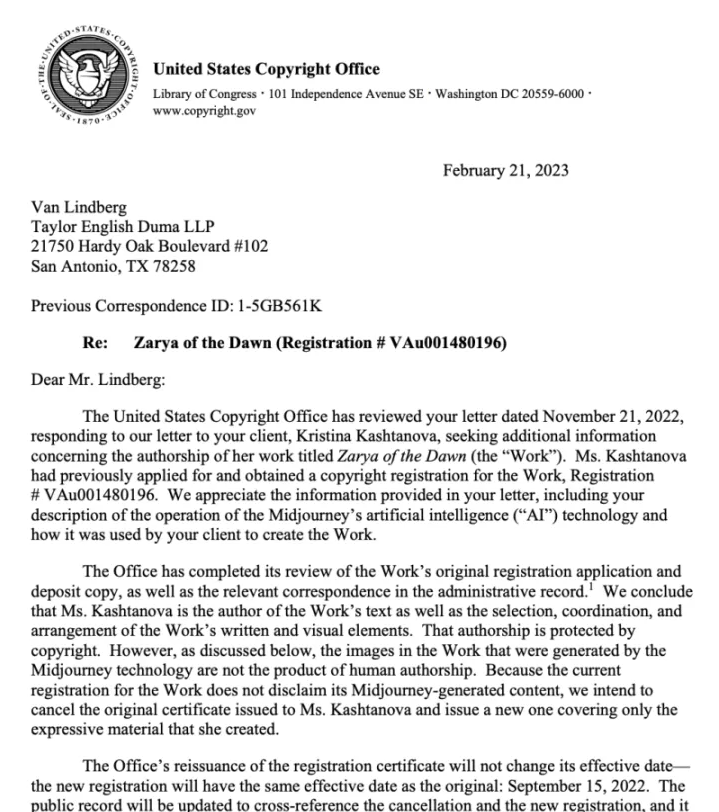 SEAL OF THE UNITED STATES COPYRIGHT OFFICE
1870
United States Copyright Office
Library of Congress · 101 Independence Avenue SE · Washington DC 20559-6000 ·
www.copyright.gov
February 21, 2023
Van Lindberg
Taylor English Duma LLP
21750 Hardy Oak Boulevard #102
San Antonio, TX 78258
Previous Correspondence ID: 1-5GB561K
Re: Zarya of the Dawn (Registration # VAu001480196)
Dear Mr. Lindberg:
The United States Copyright Office has reviewed your letter dated November 21, 2022,
responding to our letter to your client, Kristina Kashtanova, seeking additional information
concerning the authorship of her work titled Zarya of the Dawn (the “Work”). Ms. Kashtanova
had previously applied for and obtained a copyright registration for the Work, Registration
# VAu001480196. We appreciate the information provided in your letter, including your
description of the operation of the Midjourney’s artificial intelligence (“AI”) technology and
how it was used by your client to create the Work.
The Office has completed its review of the Work’s original registration application and
deposit copy, as well as the relevant correspondence in the administrative record.¹ We conclude
that Ms. Kashtanova is the author of the Work’s text as well as the selection, coordination, and
arrangement of the Work’s written and visual elements. That authorship is protected by
copyright. However, as discussed below, the images in the Work that were generated by the
Midjourney technology are not the product of human authorship. Because the current
registration for the Work does not disclaim its Midjourney-generated content, we intend to
cancel the original certificate issued to Ms. Kashtanova and issue a new one covering only the
expressive material that she created.
The Office’s reissuance of the registration certificate will not change its effective date—
the new registration will have the same effective date as the original: September 15, 2022. The
public record will be updated to cross-reference the cancellation and the new registration, and it